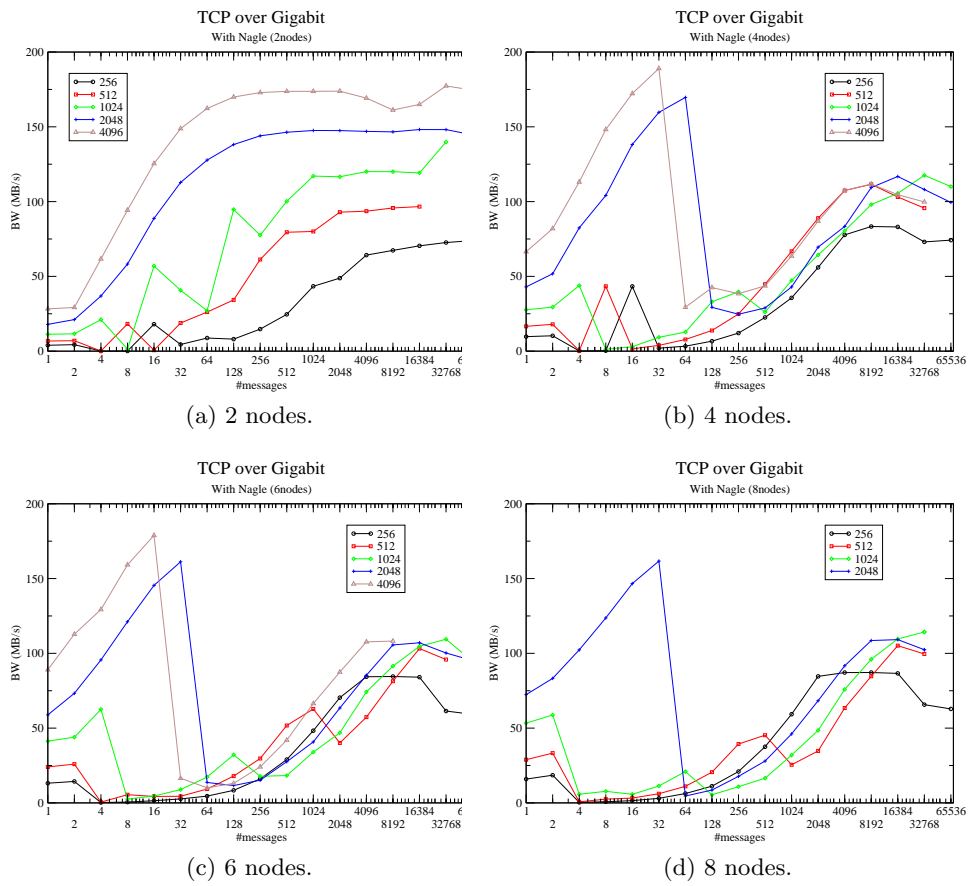 TCP over Gigabit
With Nagle (2nodes)
200
150
100
50
0
BW (MB/s)
256
512
1024
2048
4096
1 4 16 64 256 1024 4096 16384 6
2 8 32 128 512 2048 8192 32768
#messages
(a) 2 nodes.
TCP over Gigabit
With Nagle (4nodes)
200
150
100
50
0
BW (MB/s)
256
512
1024
2048
4096
1 4 16 64 256 1024 4096 16384 65536
2 8 32 128 512 2048 8192 32768
#messages
(b) 4 nodes.
TCP over Gigabit
With Nagle (6nodes)
200
150
100
50
0
BW (MB/s)
256
512
1024
2048
4096
1 4 16 64 256 1024 4096 16384
2 8 32 128 512 2048 8192 32768
#messages
(c) 6 nodes.
TCP over Gigabit
With Nagle (8nodes)
200
150
100
50
0
BW (MB/s)
256
512
1024
2048
1 4 16 64 256 1024 4096 16384 65536
2 8 32 128 512 2048 8192 32768
#messages
(d) 8 nodes.